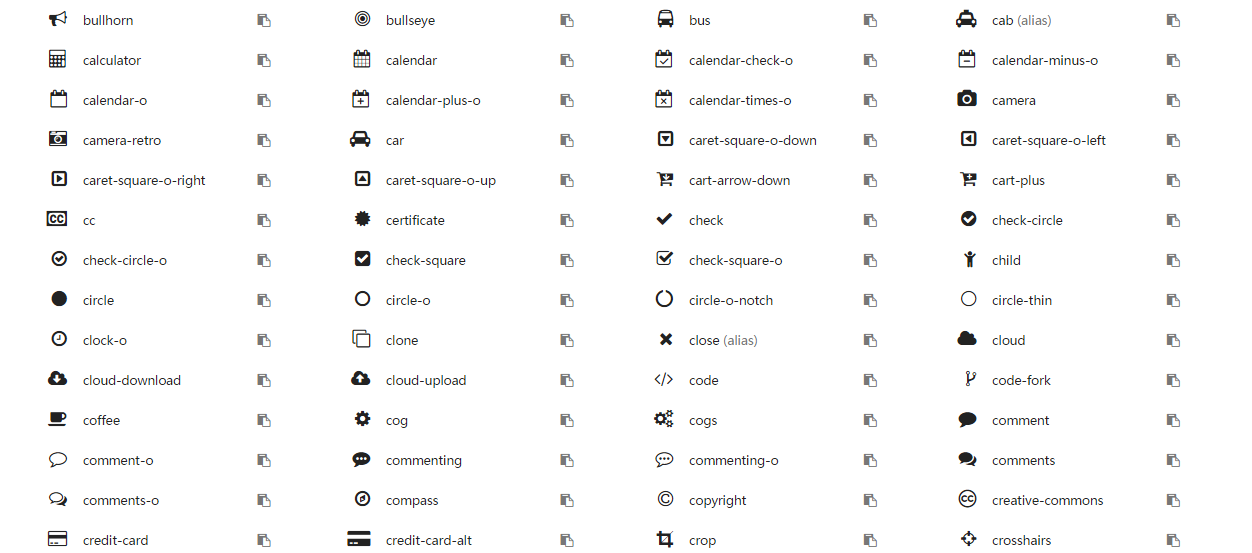 bullhorn bullseye bus cab (alias)
calculator calendar calendar-check-o calendar-minus-o
calendar-o calendar-plus-o calendar-times-o camera
camera-retro car caret-square-o-down caret-square-o-left
caret-square-o-right caret-square-o-up cart-arrow-down cart-plus
cc certificate check check-circle
check-circle-o check-square check-square-o child
circle circle-o circle-o-notch circle-thin
clock-o clone close (alias) cloud
cloud-download cloud-upload code code-fork
coffee cog cogs comment
comment-o commenting commenting-o comments
comments-o compass copyright creative-commons
credit-card credit-card-alt crop crosshairs